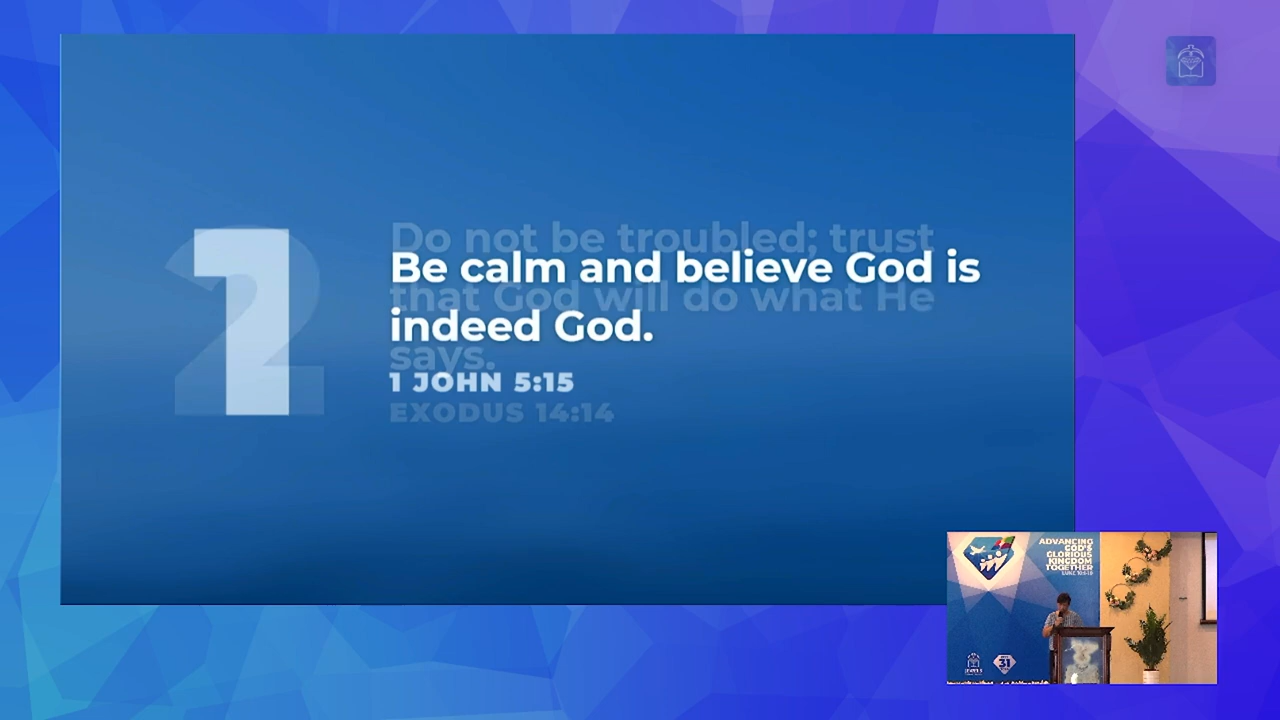 1
Be calm and believe God is
indeed God.
1 JOHN 5:15
2
Do not be troubled; trust
that God will do what He
says.
EXODUS 14:14
ADVANCING
GOD'S
GLORIOUS
KINGDOM
TOGETHER
31